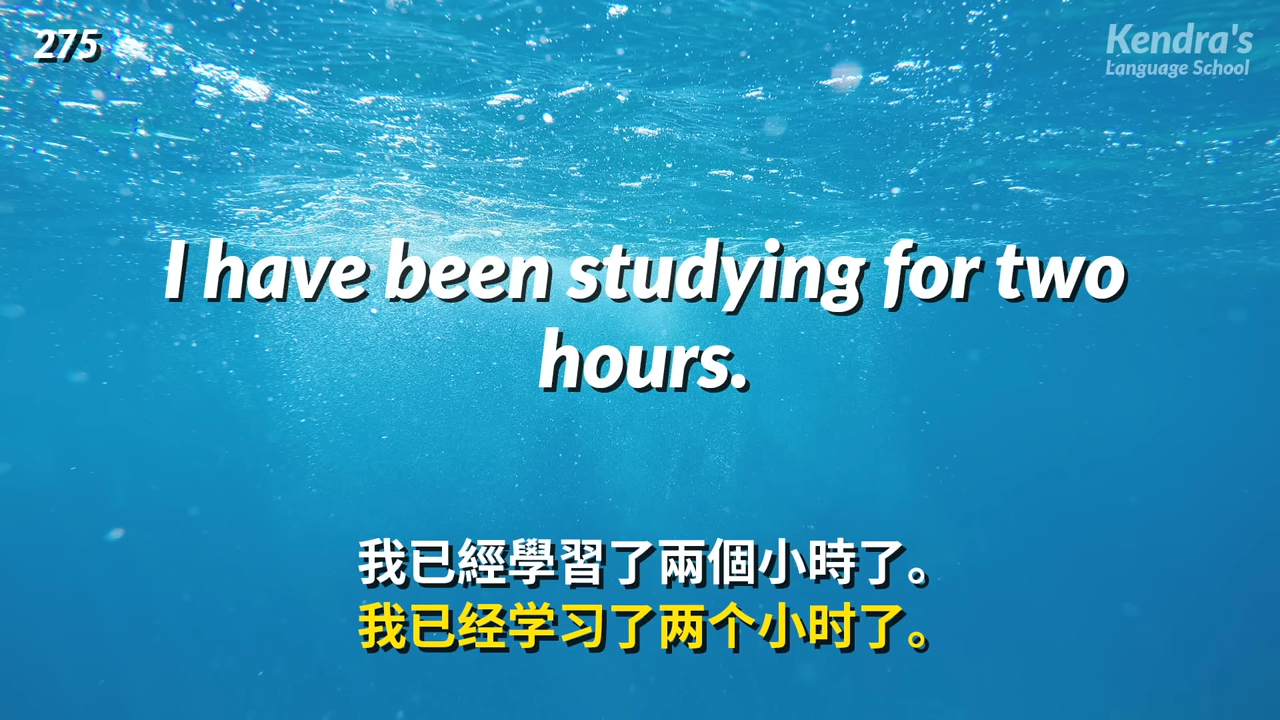 275
Kendra's
Language School
I have been studying for two
hours.
我已經學習了兩個小時了。
我已经学习了两个小时了。